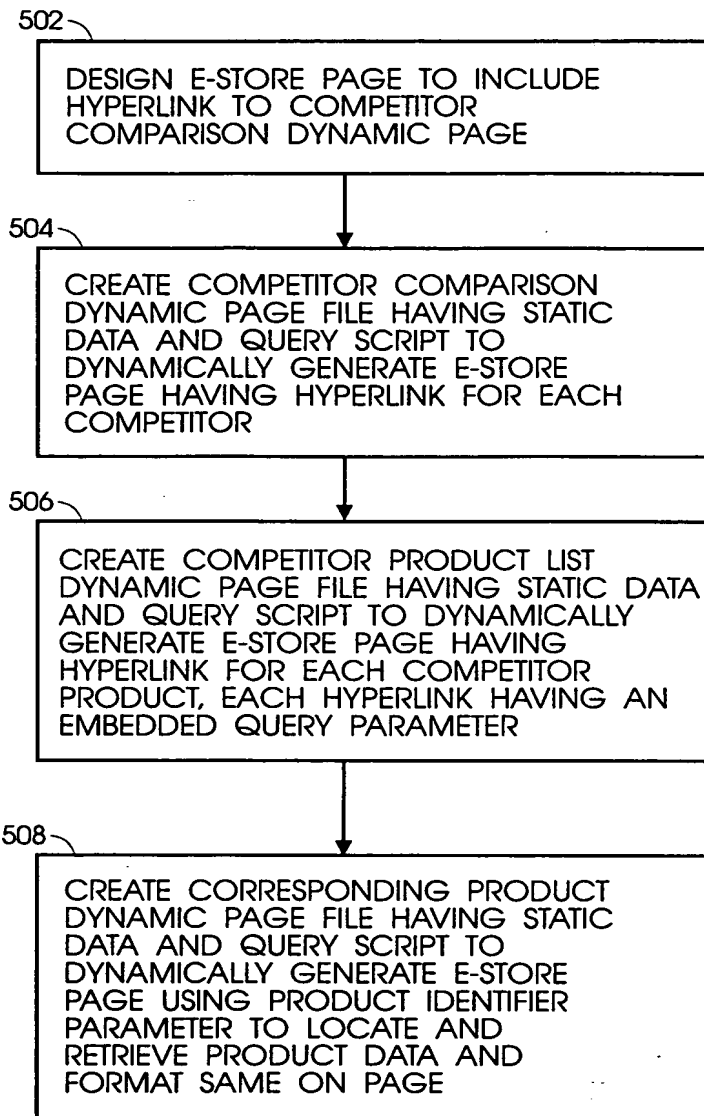 502
DESIGN E-STORE PAGE TO INCLUDE
HYPERLINK TO COMPETITOR
COMPARISON DYNAMIC PAGE
504
CREATE COMPETITOR COMPARISON
DYNAMIC PAGE FILE HAVING STATIC
DATA AND QUERY SCRIPT TO
DYNAMICALLY GENERATE E-STORE
PAGE HAVING HYPERLINK FOR EACH
COMPETITOR
506
CREATE COMPETITOR PRODUCT LIST
DYNAMIC PAGE FILE HAVING STATIC DATA
AND QUERY SCRIPT TO DYNAMICALLY
GENERATE E-STORE PAGE HAVING
HYPERLINK FOR EACH COMPETITOR
PRODUCT, EACH HYPERLINK HAVING AN
EMBEDDED QUERY PARAMETER
508
CREATE CORRESPONDING PRODUCT
DYNAMIC PAGE FILE HAVING STATIC
DATA AND QUERY SCRIPT TO
DYNAMICALLY GENERATE E-STORE
PAGE USING PRODUCT IDENTIFIER
PARAMETER TO LOCATE AND
RETRIEVE PRODUCT DATA AND
FORMAT SAME ON PAGE